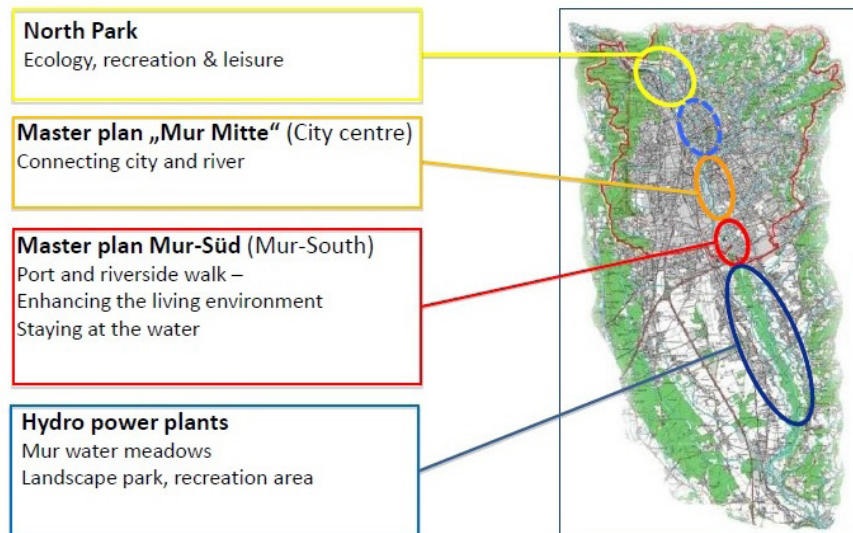 North Park
Ecology, recreation & leisure
Master plan „Mur Mitte“ (City centre)
Connecting city and river
Master plan Mur-Süd (Mur-South)
Port and riverside walk –
Enhancing the living environment
Staying at the water
Hydro power plants
Mur water meadows
Landscape park, recreation area